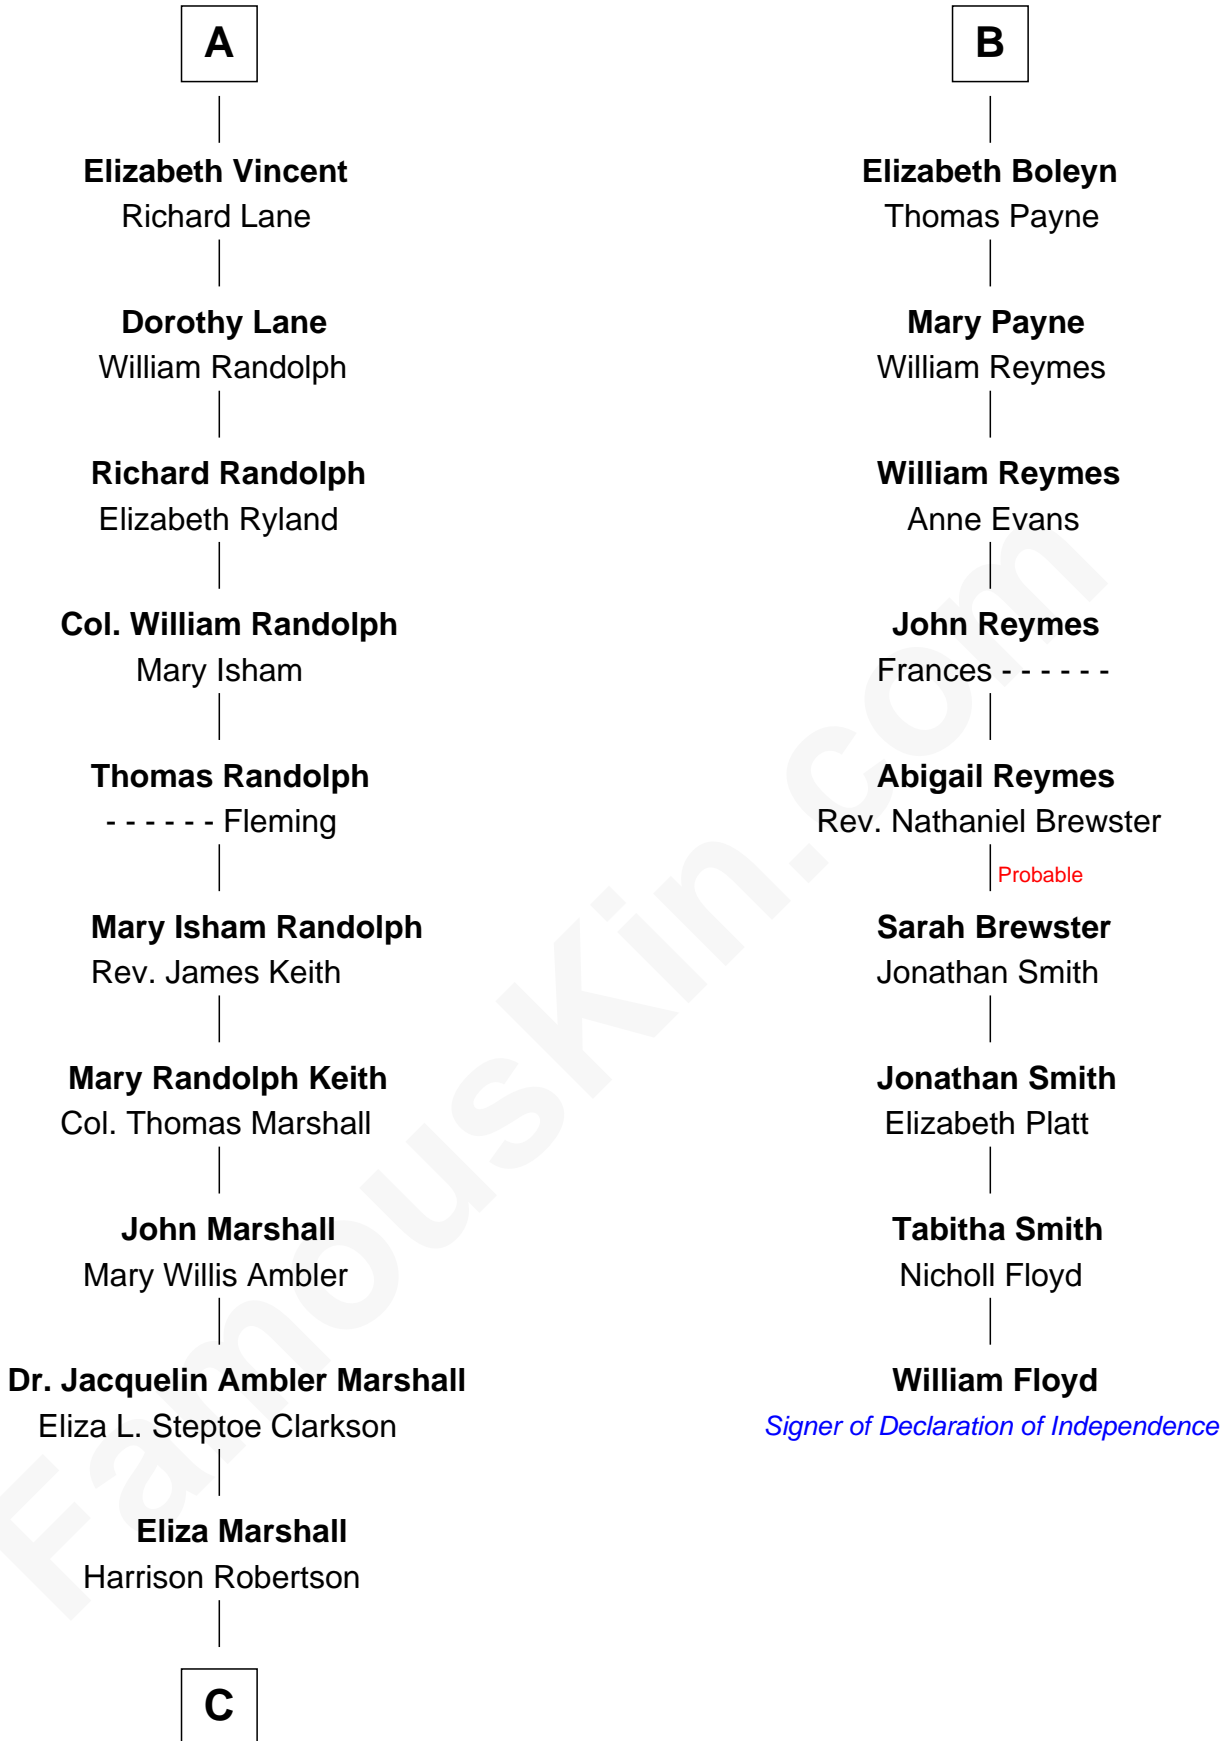 A
Elizabeth Vincent
Richard Lane
Dorothy Lane
William Randolph
Richard Randolph
Elizabeth Ryland
Col. William Randolph
Mary Isham
Thomas Randolph
- - - - - - Fleming
Mary Isham Randolph
Rev. James Keith
Mary Randolph Keith
Col. Thomas Marshall
John Marshall
Mary Willis Ambler
Dr. Jacquelin Ambler Marshall
Eliza L. Steptoe Clarkson
Eliza Marshall
Harrison Robertson
C
B
Elizabeth Boleyn
Thomas Payne
Mary Payne
William Reymes
William Reymes
Anne Evans
John Reymes
Frances - - - - - -
Abigail Reymes
Rev. Nathaniel Brewster
Probable
Sarah Brewster
Jonathan Smith
Jonathan Smith
Elizabeth Platt
Tabitha Smith
Nicholl Floyd
William Floyd
Signer of Declaration of Independence
FamousKin.com